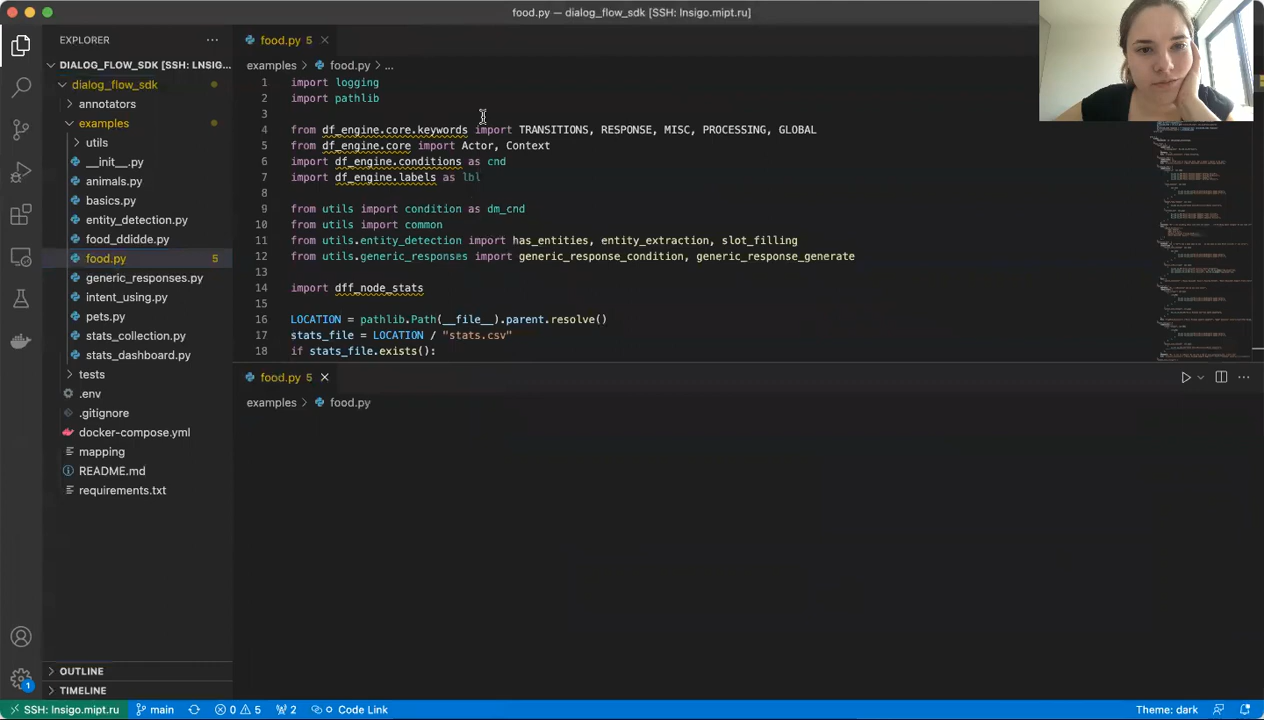 food.py — dialog_flow_sdk [SSH: lnsigo.mipt.ru]
EXPLORER
DIALOG_FLOW_SDK [SSH: LNSIG...
dialog_flow_sdk
annotators
examples
utils
__init__.py
animals.py
basics.py
entity_detection.py
food_ddidde.py
food.py 5
generic_responses.py
intent_using.py
pets.py
stats_collection.py
stats_dashboard.py
tests
.env
.gitignore
docker-compose.yml
mapping
README.md
requirements.txt
OUTLINE
TIMELINE
food.py 5
examples > food.py > ...
1 import logging
2 import pathlib
3
4 from df_engine.core.keywords import TRANSITIONS, RESPONSE, MISC, PROCESSING, GLOBAL
5 from df_engine.core import Actor, Context
6 import df_engine.conditions as cnd
7 import df_engine.labels as lbl
8
9 from utils import condition as dm_cnd
10 from utils import common
11 from utils.entity_detection import has_entities, entity_extraction, slot_filling
12 from utils.generic_responses import generic_response_condition, generic_response_generate
13
14 import dff_node_stats
15
16 LOCATION = pathlib.Path(__file__).parent.resolve()
17 stats_file = LOCATION / "stats.csv"
18 if stats_file.exists():
food.py 5
examples > food.py
1
SSH: lnsigo.mipt.ru main 0 5 2 Code Link Theme: dark